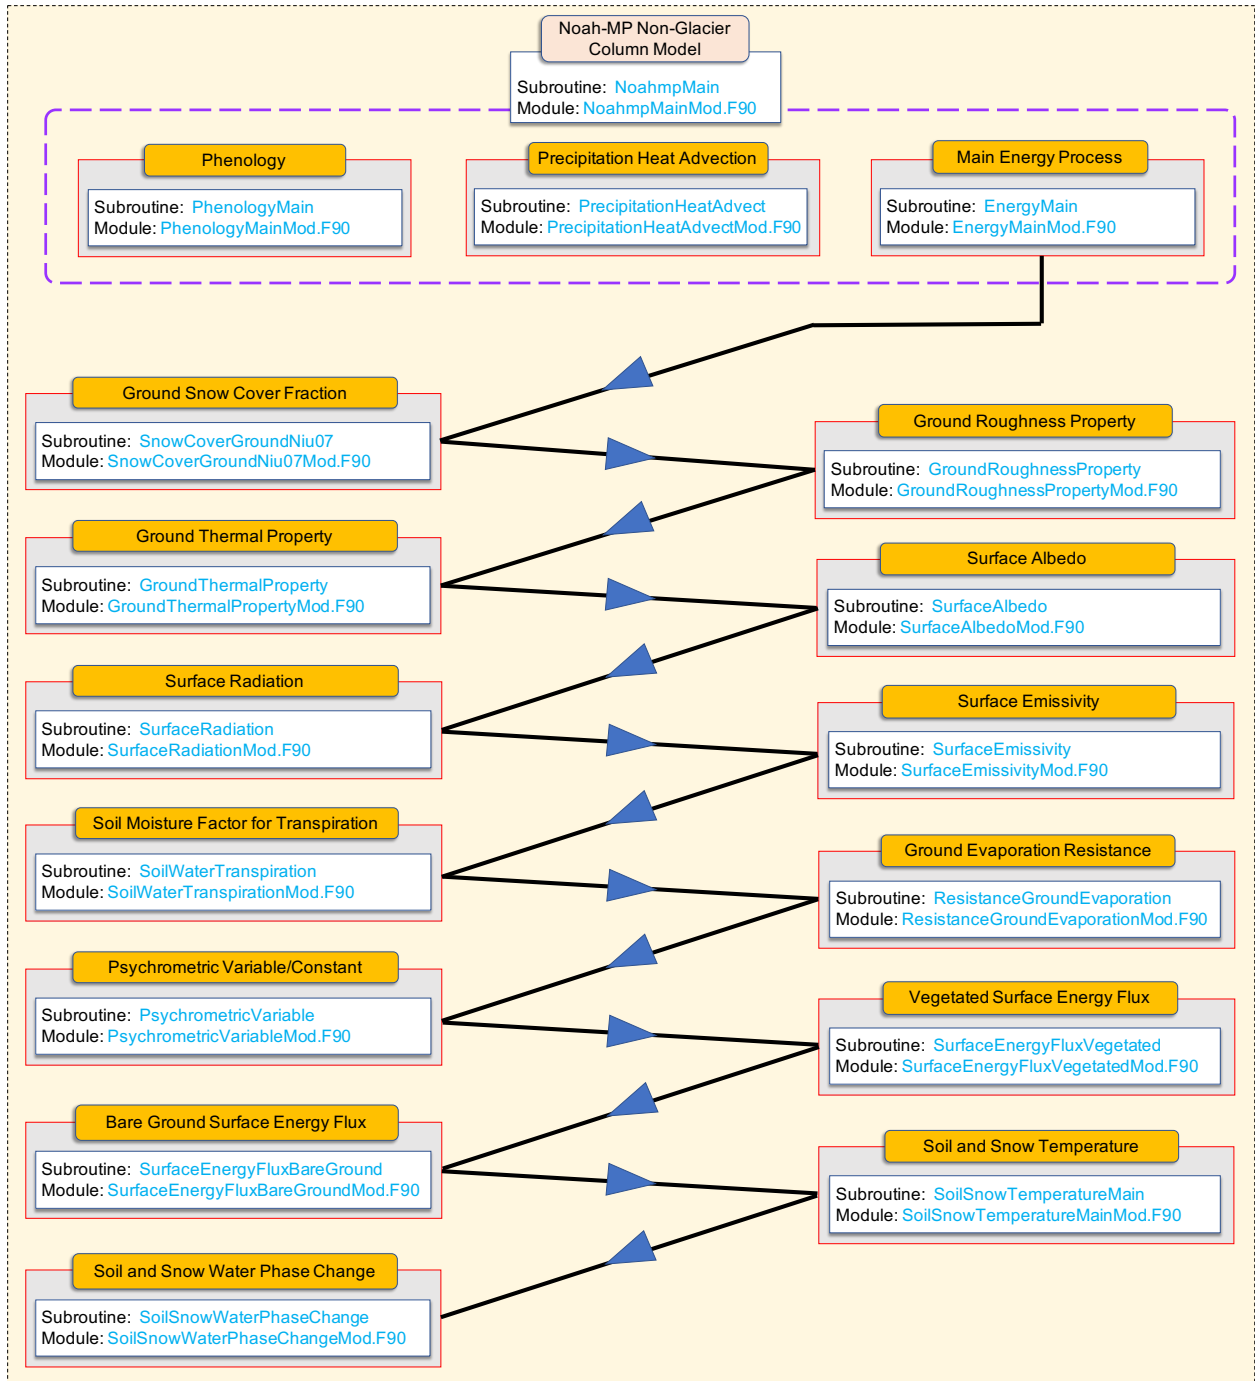 Noah-MP Non-Glacier
Column Model
Subroutine: NoahmpMain
Module: NoahmpMainMod.F90
Phenology
Subroutine: PhenologyMain
Module: PhenologyMainMod.F90
Precipitation Heat Advection
Subroutine: PrecipitationHeatAdvect
Module: PrecipitationHeatAdvectMod.F90
Main Energy Process
Subroutine: EnergyMain
Module: EnergyMainMod.F90
Ground Snow Cover Fraction
Subroutine: SnowCoverGroundNiu07
Module: SnowCoverGroundNiu07Mod.F90
Ground Roughness Property
Subroutine: GroundRoughnessProperty
Module: GroundRoughnessPropertyMod.F90
Ground Thermal Property
Subroutine: GroundThermalProperty
Module: GroundThermalPropertyMod.F90
Surface Albedo
Subroutine: SurfaceAlbedo
Module: SurfaceAlbedoMod.F90
Surface Radiation
Subroutine: SurfaceRadiation
Module: SurfaceRadiationMod.F90
Surface Emissivity
Subroutine: SurfaceEmissivity
Module: SurfaceEmissivityMod.F90
Soil Moisture Factor for Transpiration
Subroutine: SoilWaterTranspiration
Module: SoilWaterTranspirationMod.F90
Ground Evaporation Resistance
Subroutine: ResistanceGroundEvaporation
Module: ResistanceGroundEvaporationMod.F90
Psychrometric Variable/Constant
Subroutine: PsychrometricVariable
Module: PsychrometricVariableMod.F90
Vegetated Surface Energy Flux
Subroutine: SurfaceEnergyFluxVegetated
Module: SurfaceEnergyFluxVegetatedMod.F90
Bare Ground Surface Energy Flux
Subroutine: SurfaceEnergyFluxBareGround
Module: SurfaceEnergyFluxBareGroundMod.F90
Soil and Snow Temperature
Subroutine: SoilSnowTemperatureMain
Module: SoilSnowTemperatureMainMod.F90
Soil and Snow Water Phase Change
Subroutine: SoilSnowWaterPhaseChange
Module: SoilSnowWaterPhaseChangeMod.F90